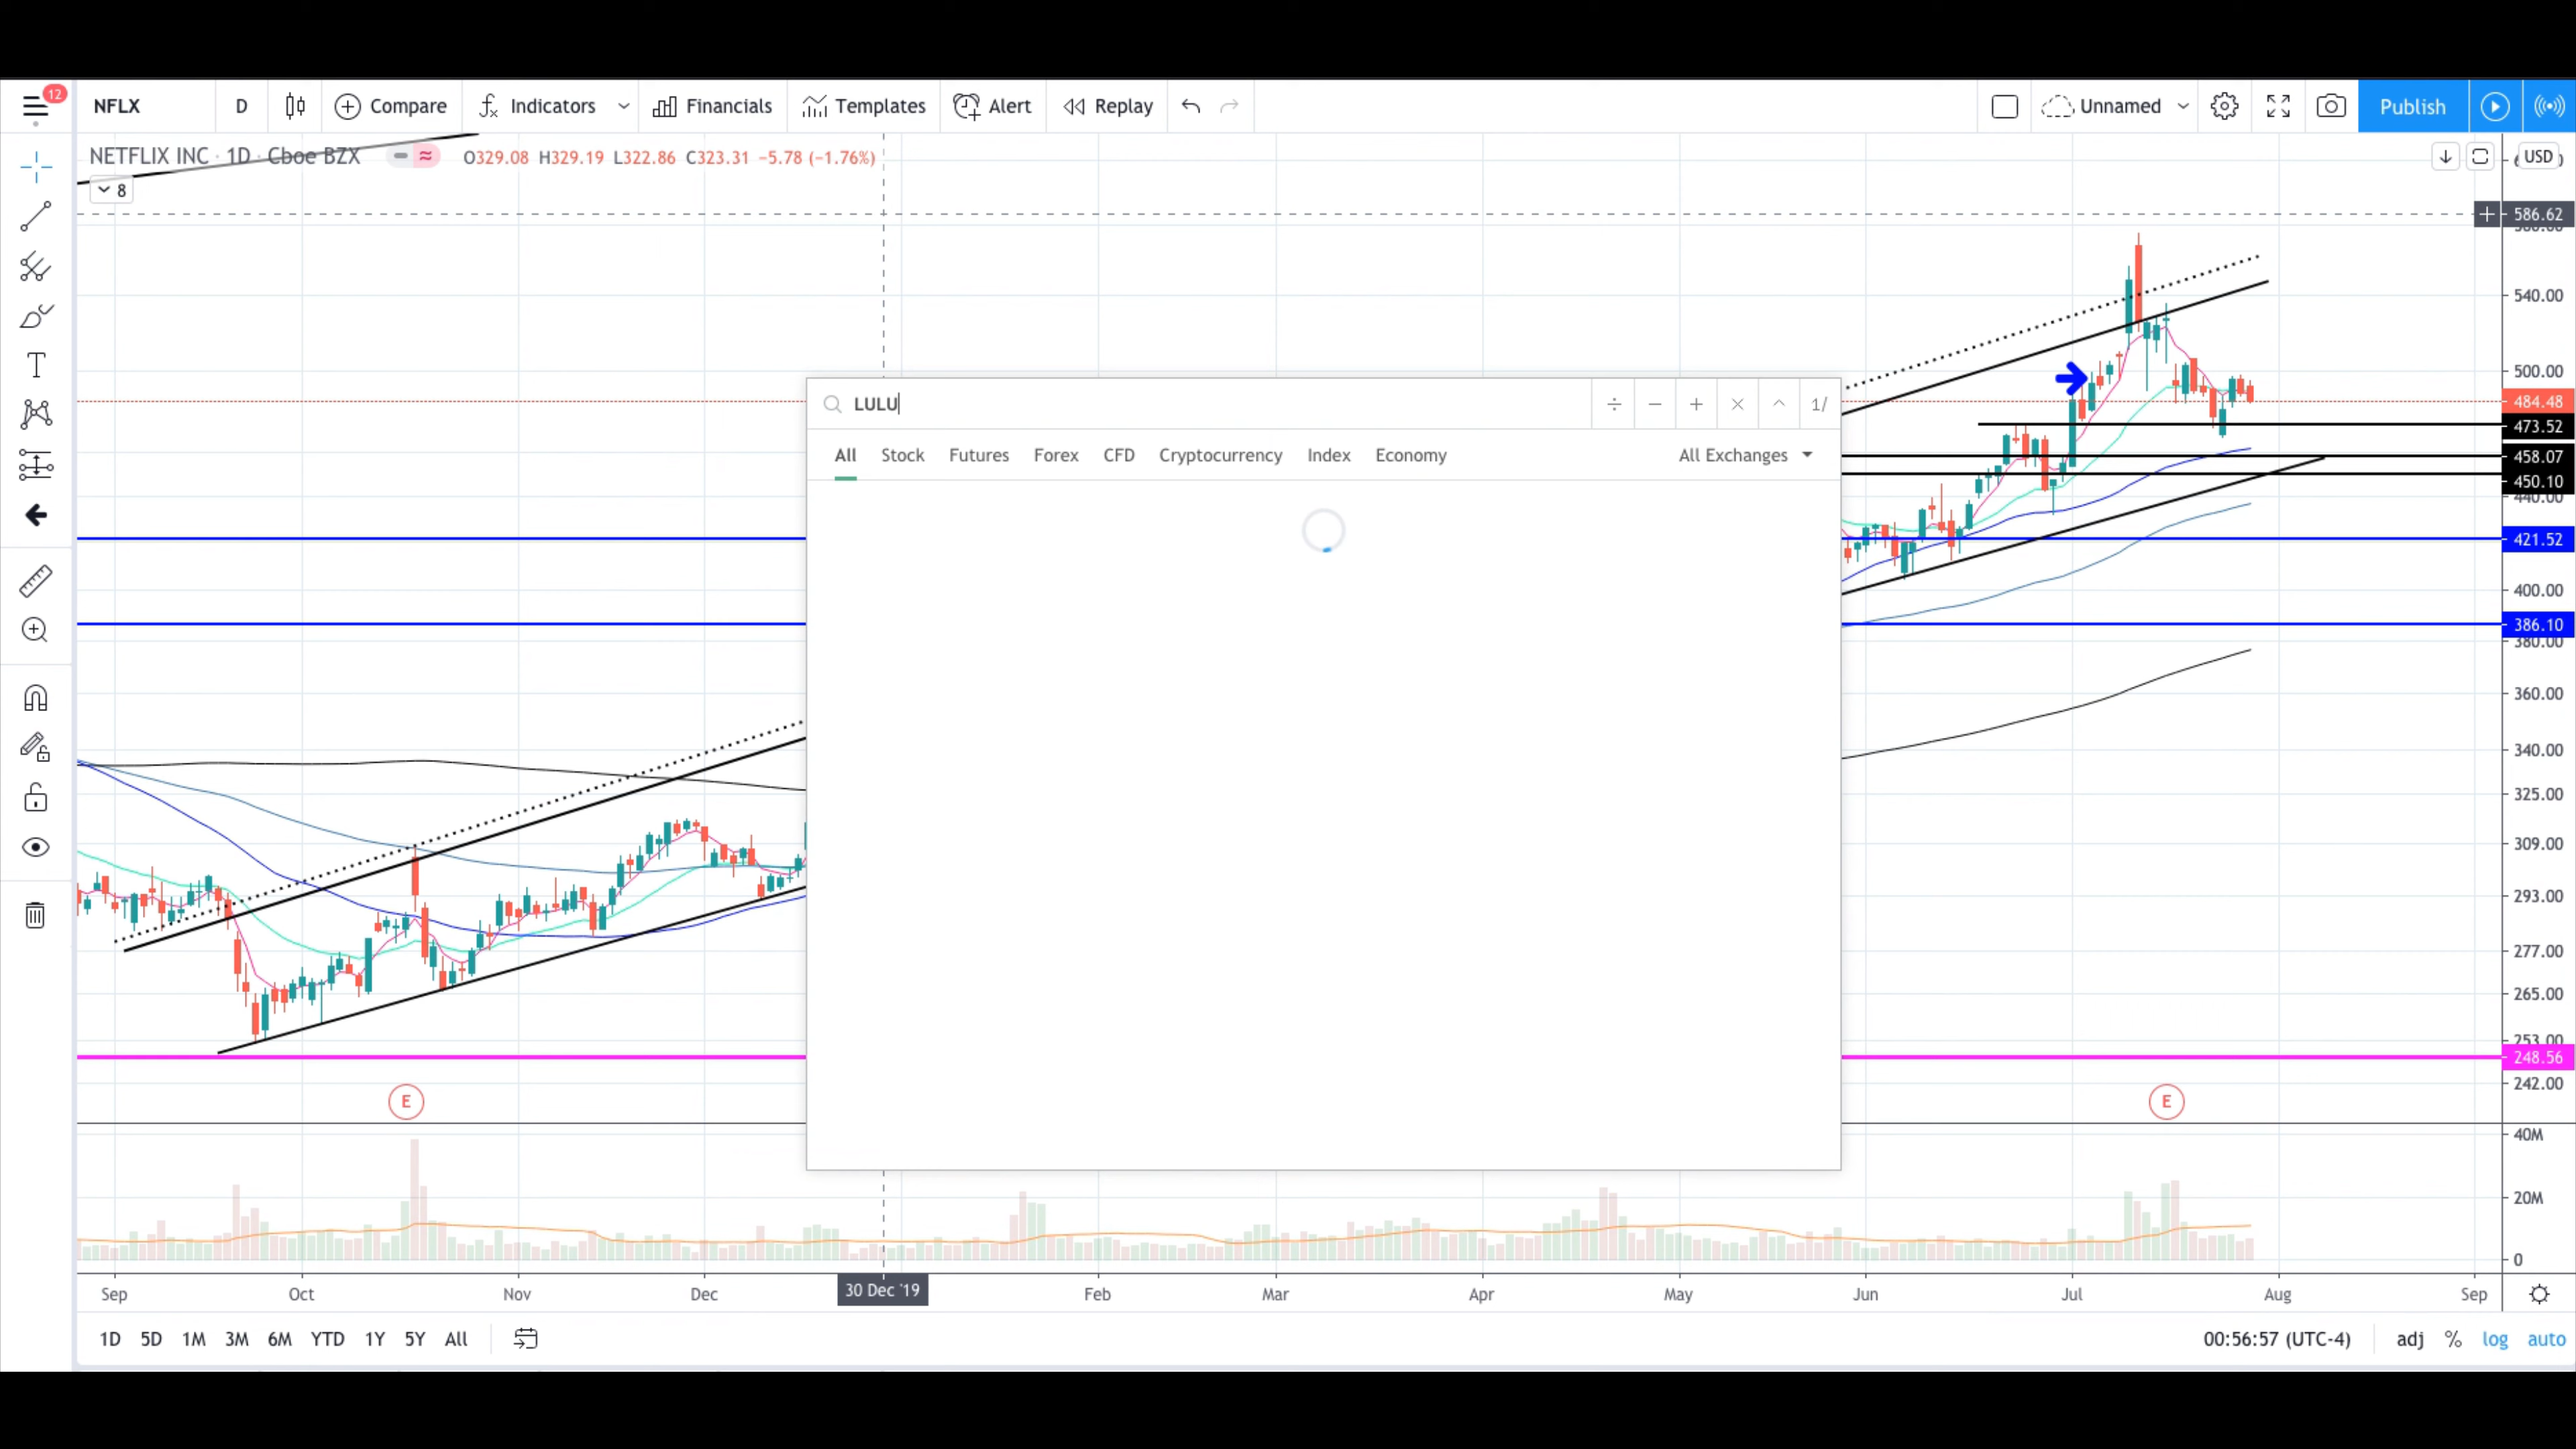 12
NFLX D Compare Indicators Financials Templates Alert Replay Unnamed Publish
NETFLIX INC · 1D · Cboe BZX O329.08 H329.19 L322.86 C323.31 −5.78 (−1.76%)
USD
8
586.62
540.00
500.00
484.48
473.52
458.07
450.10
440.00
421.52
400.00
386.10
380.00
360.00
340.00
325.00
309.00
293.00
277.00
265.00
253.00
248.56
242.00
LULU 1/
All Stock Futures Forex CFD Cryptocurrency Index Economy All Exchanges
E E
40M
20M
0
Sep Oct Nov Dec 30 Dec '19 Feb Mar Apr May Jun Jul Aug Sep
1D 5D 1M 3M 6M YTD 1Y 5Y All 00:56:57 (UTC-4) adj % log auto